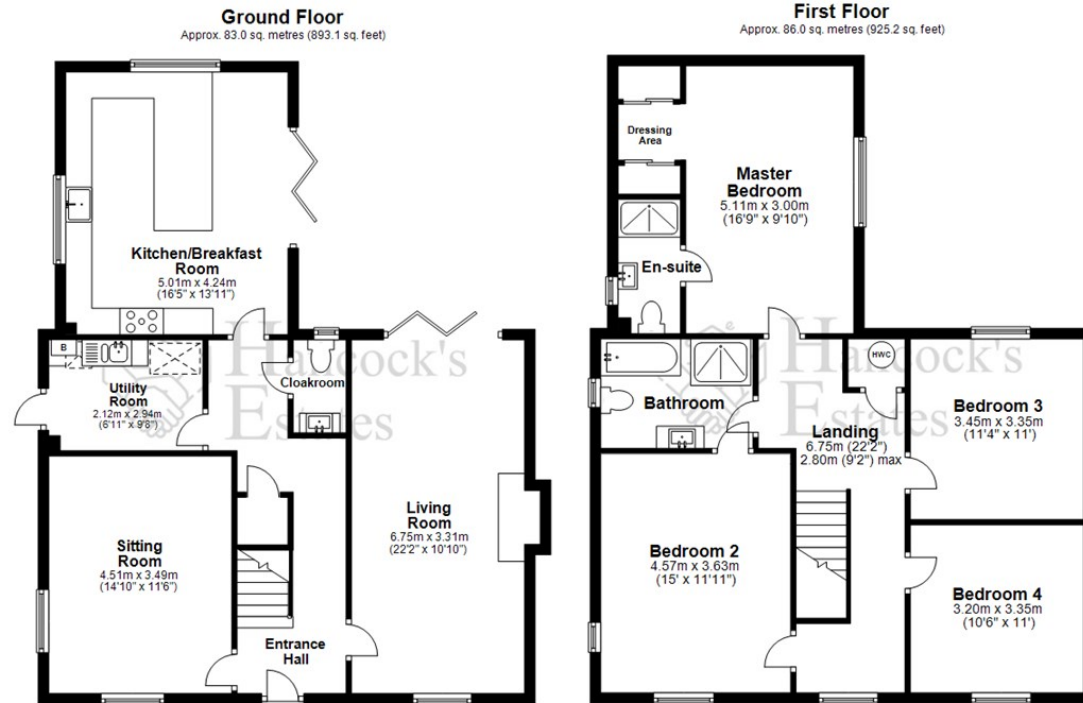 Ground Floor
Approx. 83.0 sq. metres (893.1 sq. feet)
Kitchen/Breakfast
Room
5.01m x 4.24m
(16'5" x 13'11")
B
Utility
Room
2.12m x 2.94m
(6'11" x 9'8")
Cloakroom
Sitting
Room
4.51m x 3.49m
(14'10" x 11'6")
Living
Room
6.75m x 3.31m
(22'2" x 10'10")
Entrance
Hall
Hancock's
Estates
First Floor
Approx. 86.0 sq. metres (925.2 sq. feet)
Dressing
Area
Master
Bedroom
5.11m x 3.00m
(16'9" x 9'10")
En-suite
Bathroom
HWC
Landing
6.75m (22'2")
2.80m (9'2") max
Bedroom 3
3.45m x 3.35m
(11'4" x 11')
Bedroom 2
4.57m x 3.63m
(15' x 11'11")
Bedroom 4
3.20m x 3.35m
(10'6" x 11')
Hancock's
Estates